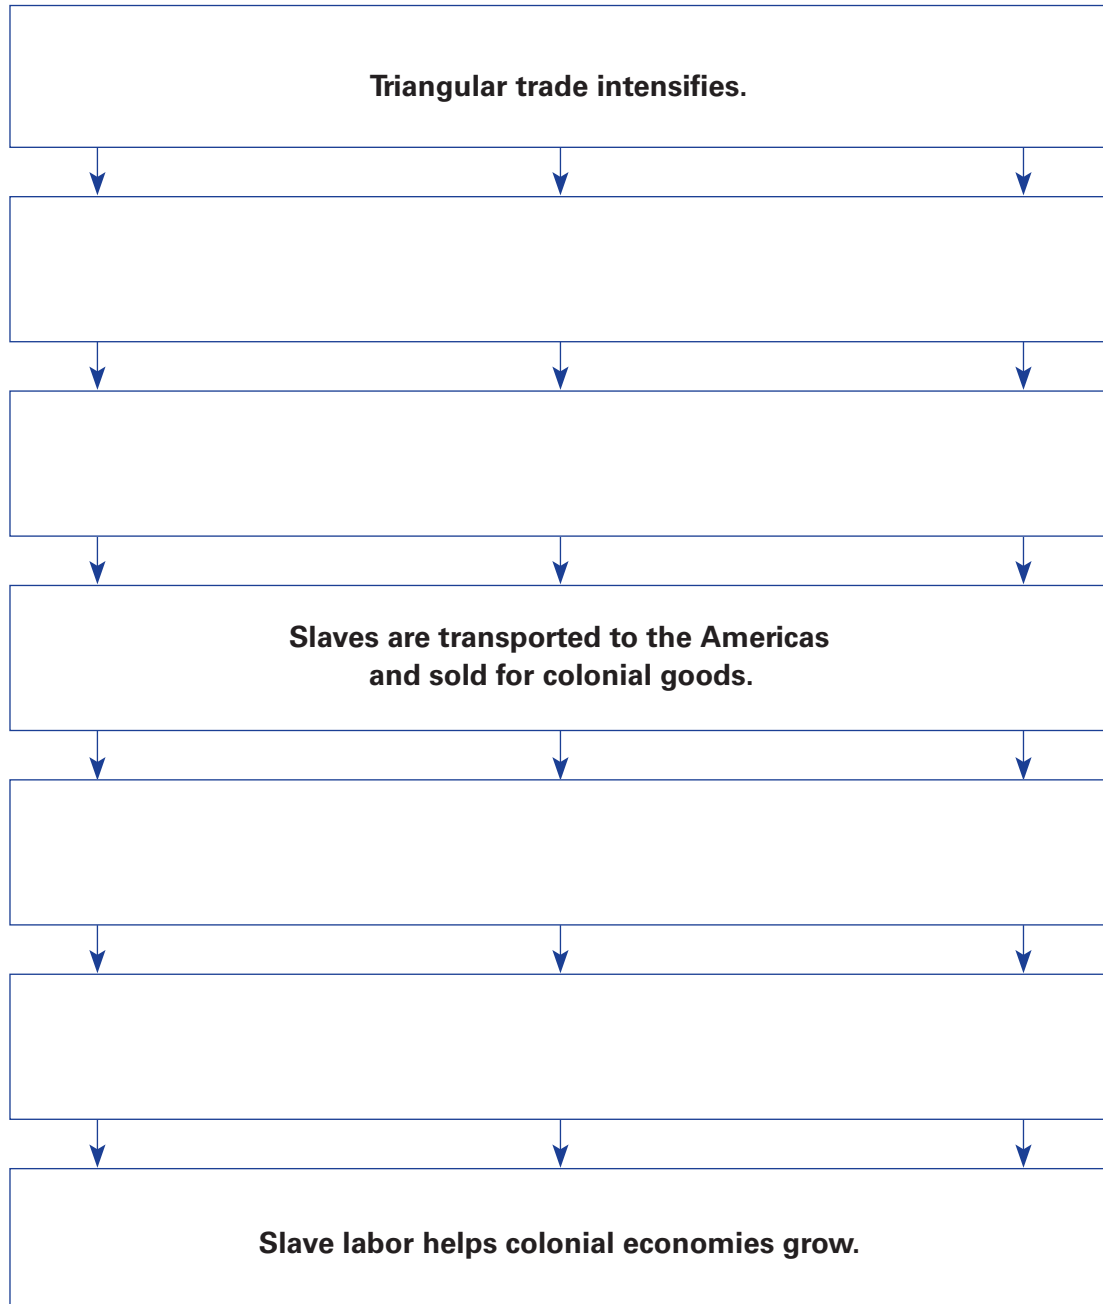 Triangular trade intensifies.
Slaves are transported to the Americas
and sold for colonial goods.
Slave labor helps colonial economies grow.